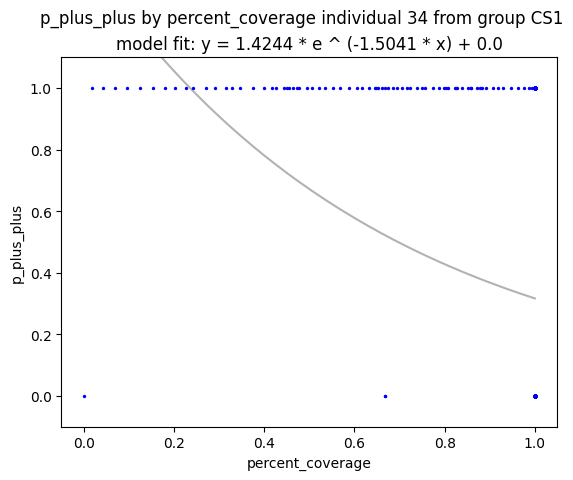 p_plus_plus by percent_coverage individual 34 from group CS1
model fit: y = 1.4244 * e ^ (-1.5041 * x) + 0.0
1.0
0.8
0.6
0.4
0.2
0.0
p_plus_plus
0.0 0.2 0.4 0.6 0.8 1.0
percent_coverage